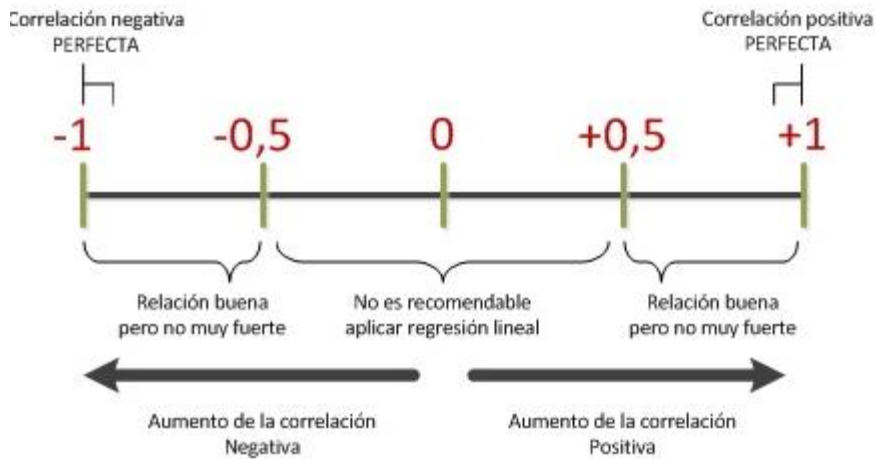 Correlación negativa
PERFECTA
Correlación positiva
PERFECTA
-1
-0,5
0
+0,5
+1
Relación buena
pero no muy fuerte
No es recomendable
aplicar regresión lineal
Relación buena
pero no muy fuerte
Aumento de la correlación
Negativa
Aumento de la correlación
Positiva